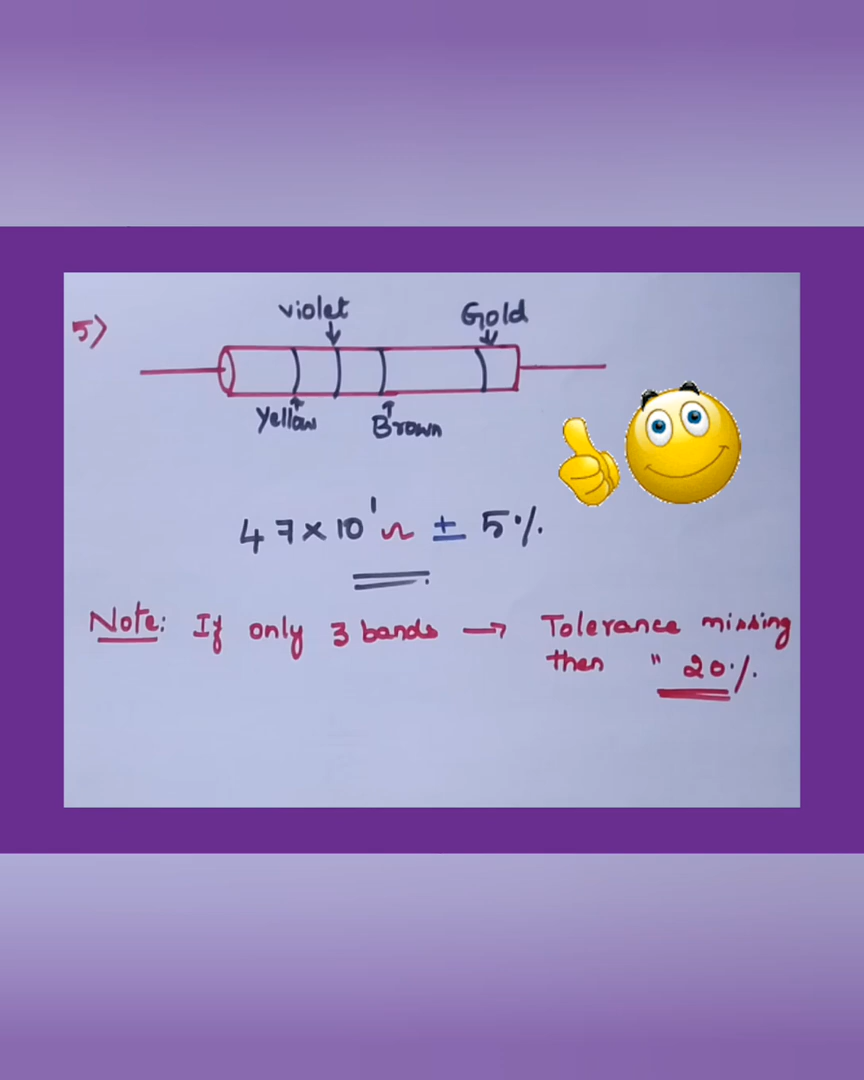 5)
violet
Gold
Yellow
Brown
47×10¹Ω ± 5%
Note: If only 3 bands → Tolerance missing
then " 20%.